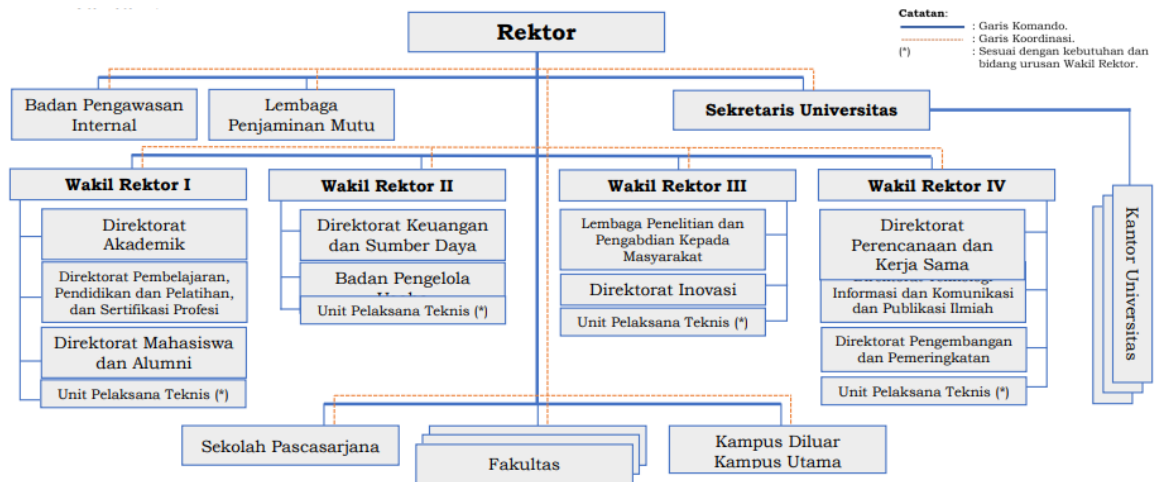 Catatan:
: Garis Komando.
: Garis Koordinasi.
(*) : Sesuai dengan kebutuhan dan
bidang urusan Wakil Rektor.
Rektor
Badan Pengawasan
Internal
Lembaga
Penjaminan Mutu
Sekretaris Universitas
Wakil Rektor I
Direktorat
Akademik
Direktorat Pembelajaran,
Pendidikan dan Pelatihan,
dan Sertifikasi Profesi
Direktorat Mahasiswa
dan Alumni
Unit Pelaksana Teknis (*)
Wakil Rektor II
Direktorat Keuangan
dan Sumber Daya
Badan Pengelola
Unit Pelaksana Teknis (*)
Wakil Rektor III
Lembaga Penelitian dan
Pengabdian Kepada
Masyarakat
Direktorat Inovasi
Unit Pelaksana Teknis (*)
Wakil Rektor IV
Direktorat
Perencanaan dan
Kerja Sama
Informasi dan Komunikasi
dan Publikasi Ilmiah
Direktorat Pengembangan
dan Pemeringkatan
Unit Pelaksana Teknis (*)
Kantor Universitas
Sekolah Pascasarjana
Fakultas
Kampus Diluar
Kampus Utama